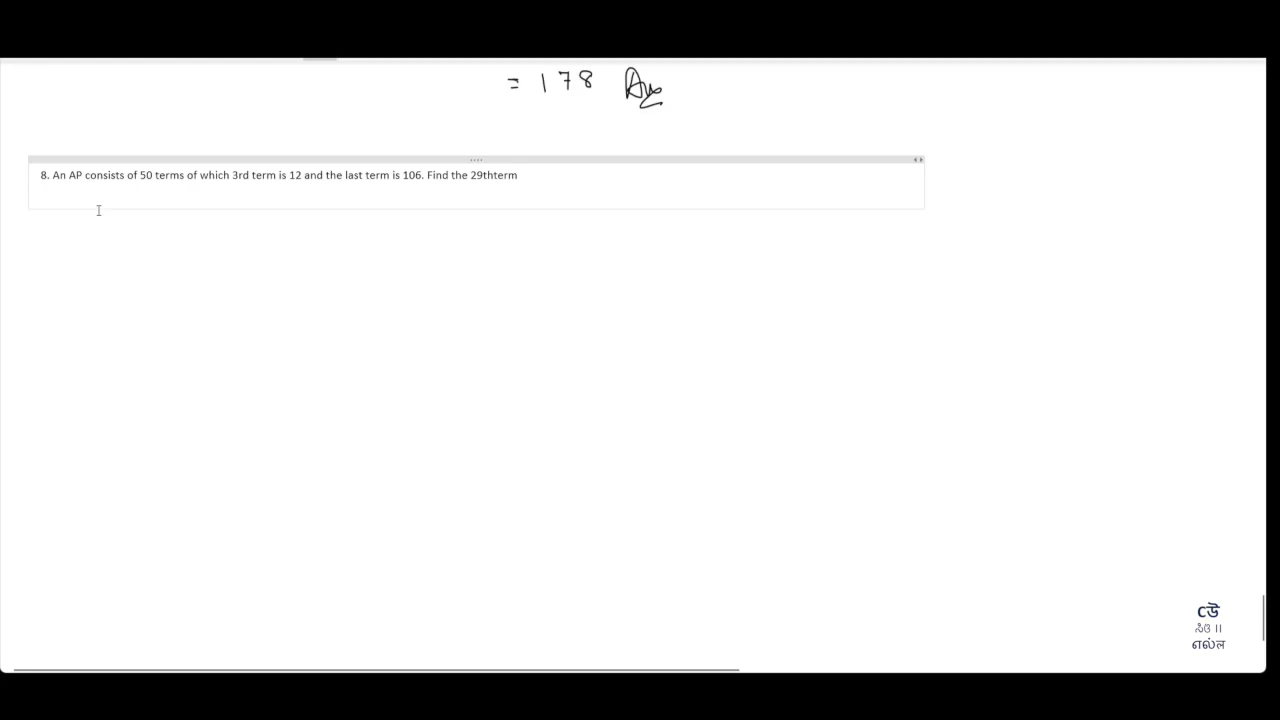 = 178 Ans
8. An AP consists of 50 terms of which 3rd term is 12 and the last term is 106. Find the 29thterm